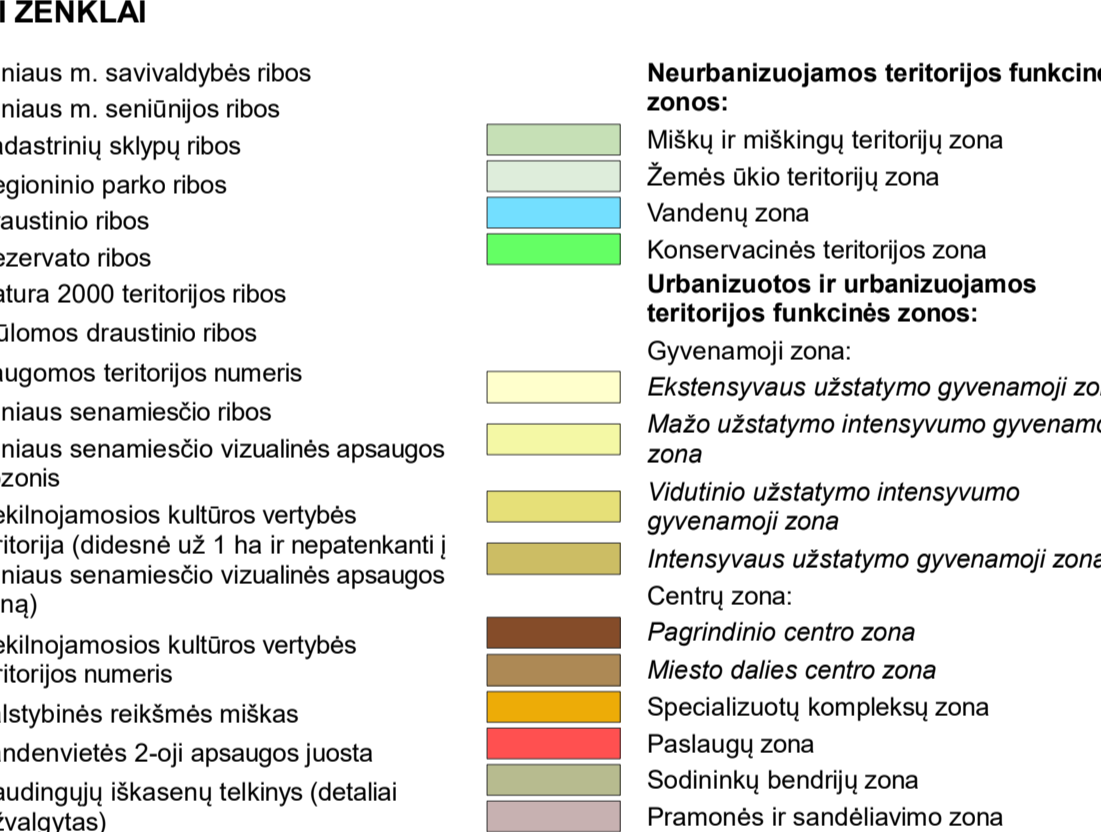 I ŽENKLAI
niaus m. savivaldybės ribos
niaus m. seniūnijos ribos
adastrinių sklypų ribos
egioninio parko ribos
raustinio ribos
ezervato ribos
atura 2000 teritorijos ribos
ūlomos draustinio ribos
augomos teritorijos numeris
niaus senamiesčio ribos
niaus senamiesčio vizualinės apsaugos
ozonis
ekilnojamosios kultūros vertybės
ritorija (didesnė už 1 ha ir nepatenkanti į
niaus senamiesčio vizualinės apsaugos
ną)
ekilnojamosios kultūros vertybės
ritorijos numeris
alstybinės reikšmės miškas
andenvietės 2-oji apsaugos juosta
audingųjų iškasenų telkinys (detaliai
žvalgytas)
Neurbanizuojamos teritorijos funkcinė
zonos:
Miškų ir miškingų teritorijų zona
Žemės ūkio teritorijų zona
Vandenų zona
Konservacinės teritorijos zona
Urbanizuotos ir urbanizuojamos
teritorijos funkcinės zonos:
Gyvenamoji zona:
Ekstensyvaus užstatymo gyvenamoji zo
Mažo užstatymo intensyvumo gyvenamo
zona
Vidutinio užstatymo intensyvumo
gyvenamoji zona
Intensyvaus užstatymo gyvenamoji zona
Centrų zona:
Pagrindinio centro zona
Miesto dalies centro zona
Specializuotų kompleksų zona
Paslaugų zona
Sodininkų bendrijų zona
Pramonės ir sandėliavimo zona